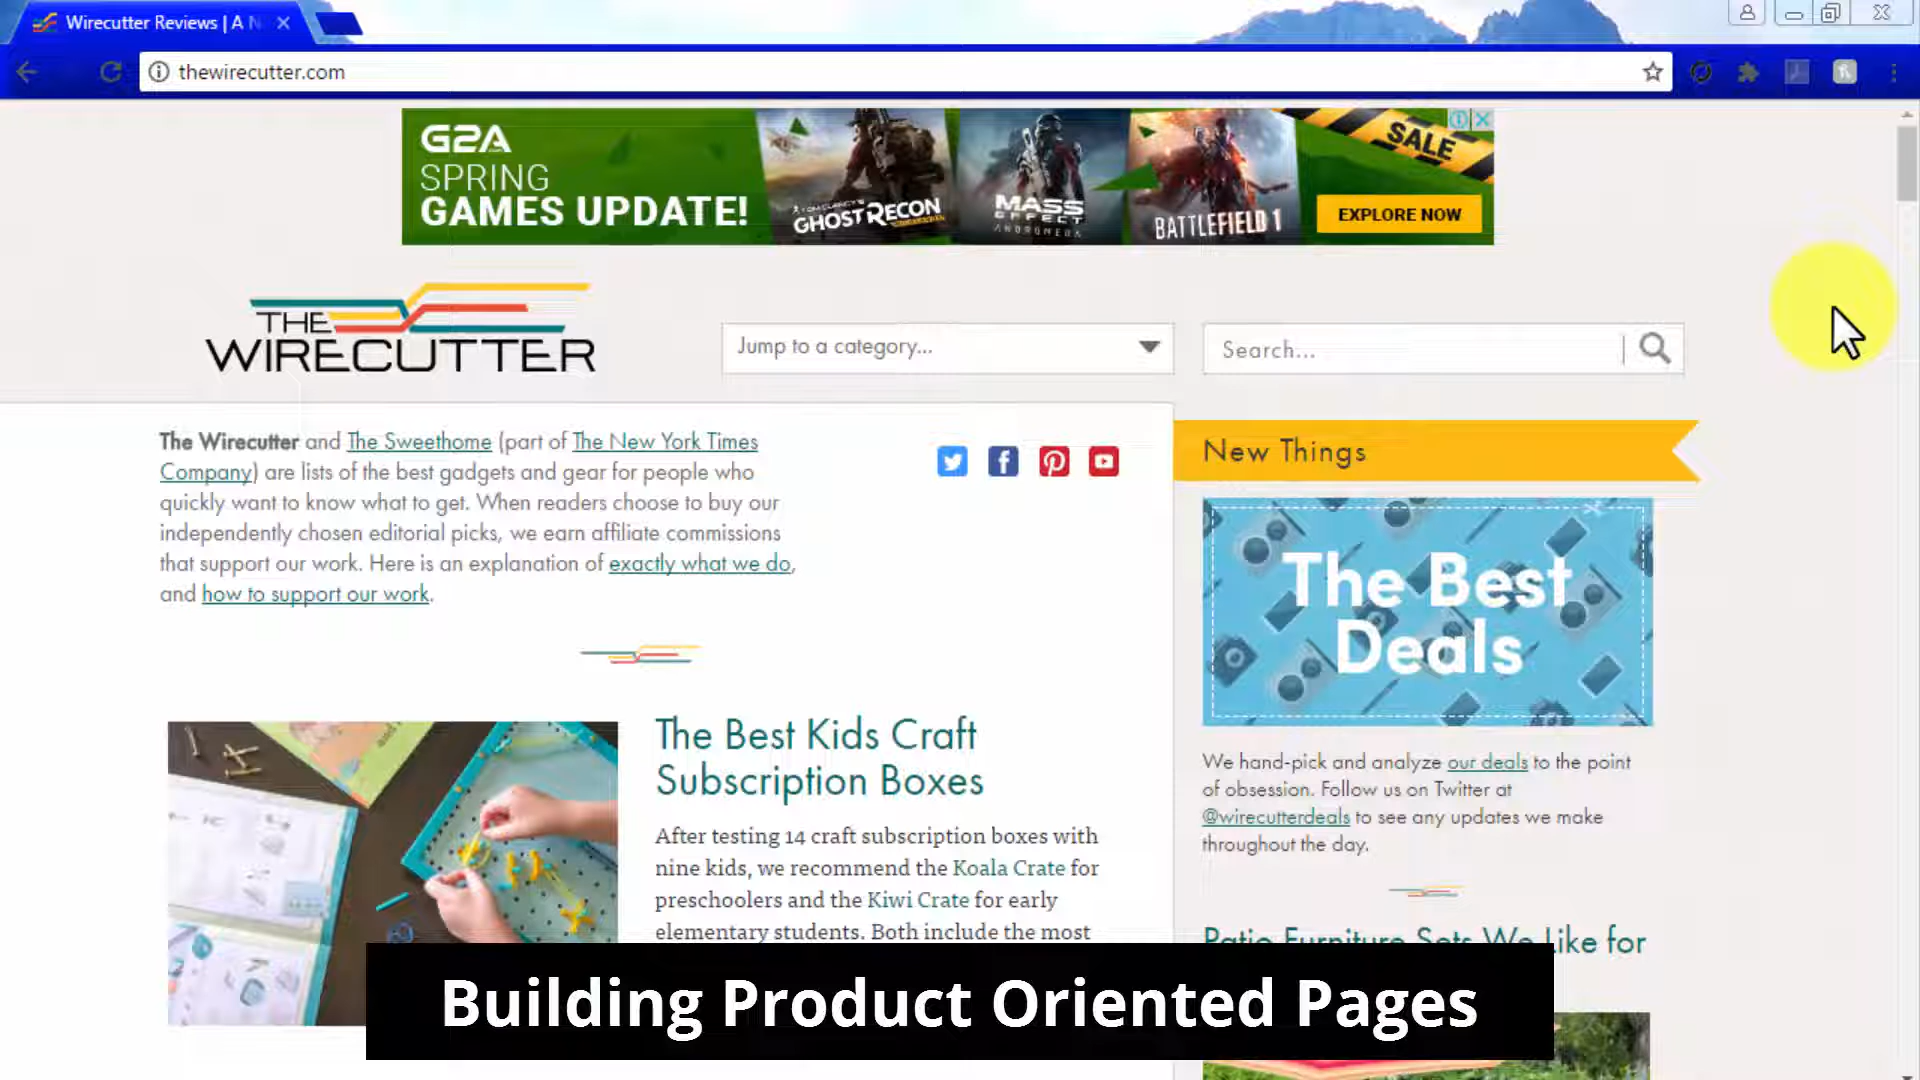 Wirecutter Reviews | A N
thewirecutter.com
G2A
SPRING
GAMES UPDATE!
TOM CLANCY'S
GHOST RECON
MASS
EFFECT
ANDROMEDA
BATTLEFIELD 1
SALE
EXPLORE NOW
THE
WIRECUTTER
Jump to a category...
Search...
The Wirecutter and The Sweethome (part of The New York Times
Company) are lists of the best gadgets and gear for people who
quickly want to know what to get. When readers choose to buy our
independently chosen editorial picks, we earn affiliate commissions
that support our work. Here is an explanation of exactly what we do,
and how to support our work.
The Best Kids Craft
Subscription Boxes
After testing 14 craft subscription boxes with
nine kids, we recommend the Koala Crate for
preschoolers and the Kiwi Crate for early
elementary students. Both include the most
New Things
The Best
Deals
We hand-pick and analyze our deals to the point
of obsession. Follow us on Twitter at
@wirecutterdeals to see any updates we make
throughout the day.
Patio Furniture Sets We Like for
Building Product Oriented Pages